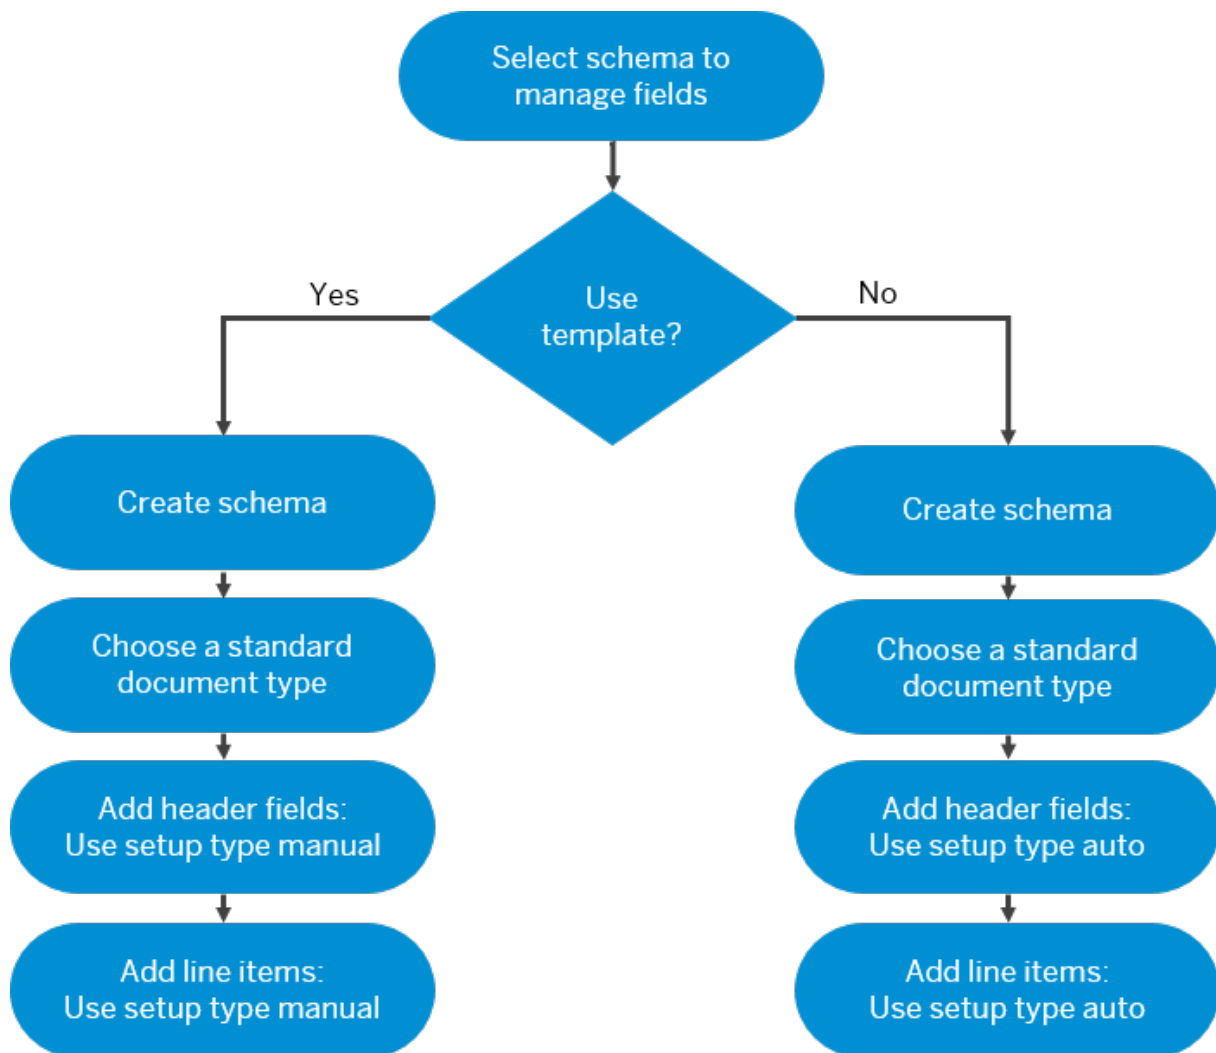 Select schema to
manage fields
Use
template?
Yes
No
Create schema
Choose a standard
document type
Add header fields:
Use setup type manual
Add line items:
Use setup type manual
Create schema
Choose a standard
document type
Add header fields:
Use setup type auto
Add line items:
Use setup type auto